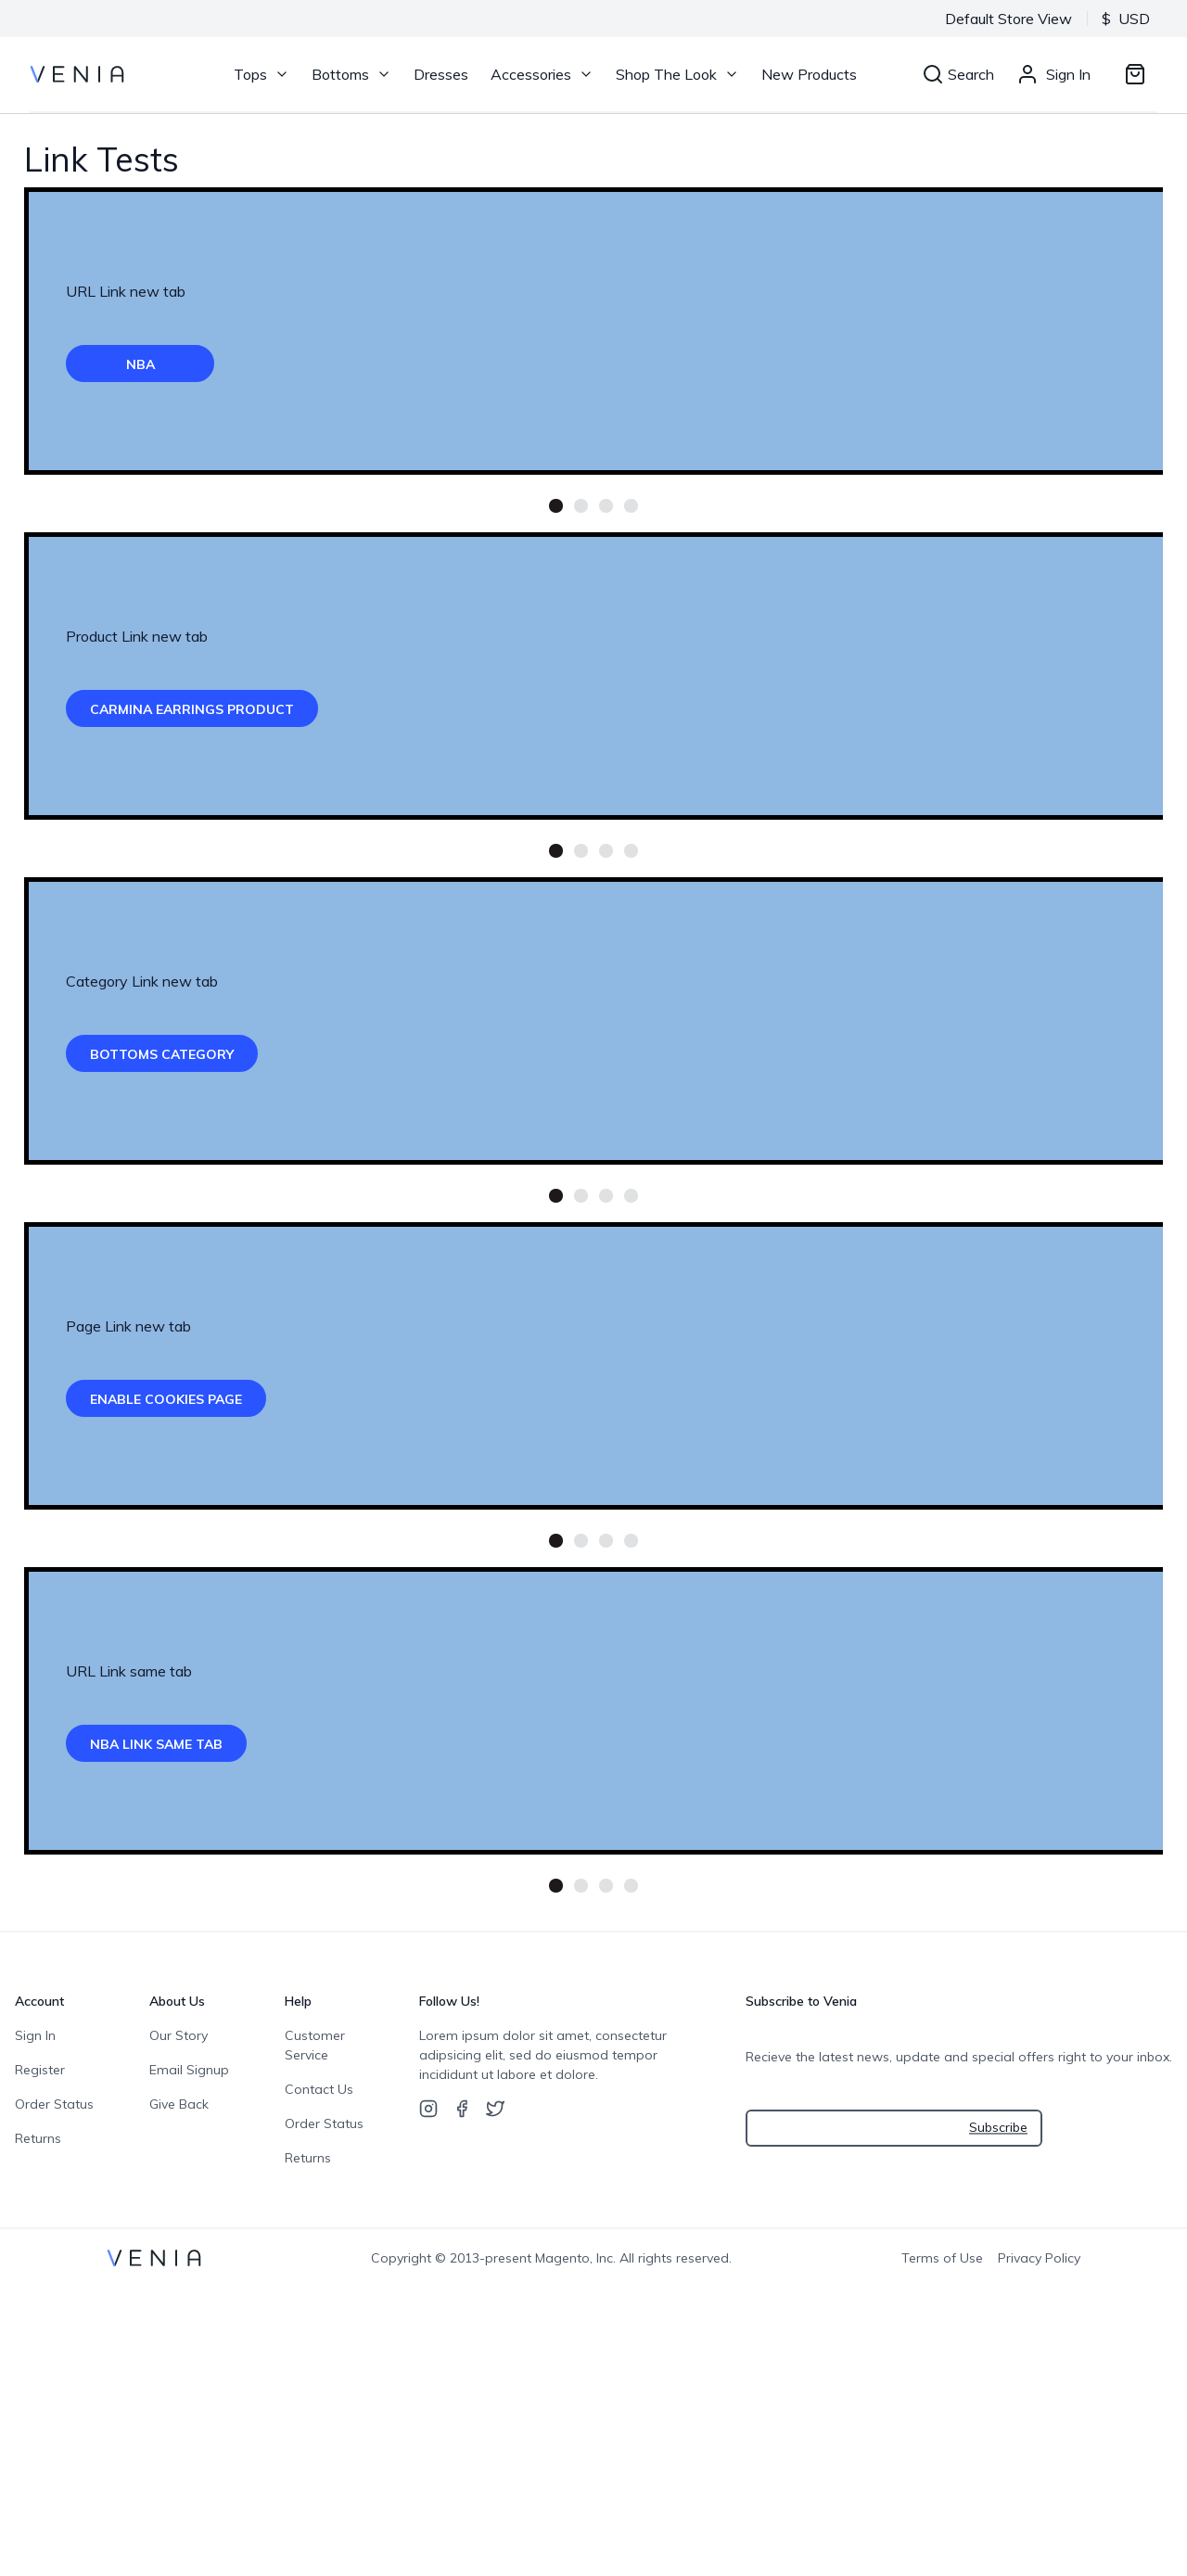 Default Store View $ USD
VENIA Tops Bottoms Dresses Accessories Shop The Look New Products Search Sign In
Link Tests
URL Link new tab
NBA
Product Link new tab
CARMINA EARRINGS PRODUCT
Category Link new tab
BOTTOMS CATEGORY
Page Link new tab
ENABLE COOKIES PAGE
URL Link same tab
NBA LINK SAME TAB
Account
Sign In
Register
Order Status
Returns
About Us
Our Story
Email Signup
Give Back
Help
Customer
Service
Contact Us
Order Status
Returns
Follow Us!
Lorem ipsum dolor sit amet, consectetur
adipsicing elit, sed do eiusmod tempor
incididunt ut labore et dolore.
Subscribe to Venia
Recieve the latest news, update and special offers right to your inbox.
Subscribe
VENIA Copyright © 2013-present Magento, Inc. All rights reserved. Terms of Use Privacy Policy